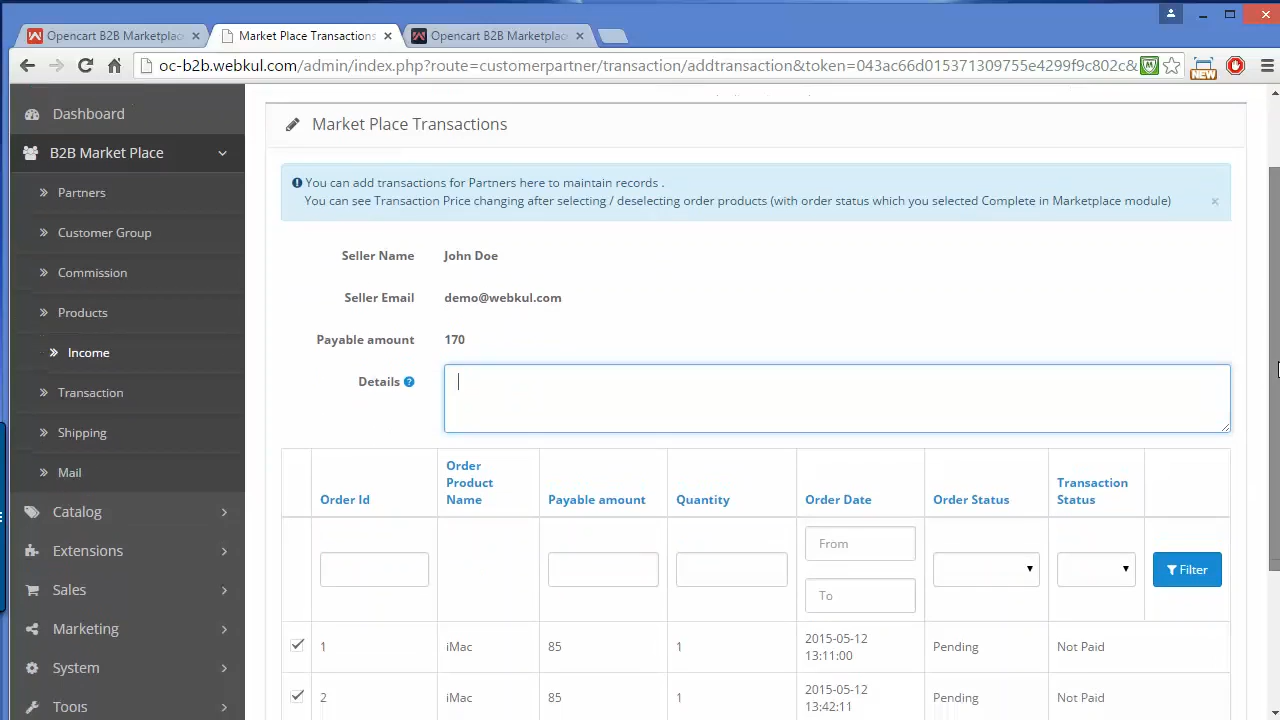 Opencart B2B Marketplac
Market Place Transactions
Opencart B2B Marketplac
oc-b2b.webkul.com/admin/index.php?route=customerpartner/transaction/addtransaction&token=043ac66d015371309755e4299f9c802c&
NEW
Dashboard
B2B Market Place
Partners
Customer Group
Commission
Products
Income
Transaction
Shipping
Mail
Catalog
Extensions
Sales
Marketing
System
Tools
Market Place Transactions
You can add transactions for Partners here to maintain records .
You can see Transaction Price changing after selecting / deselecting order products (with order status which you selected Complete in Marketplace module)
Seller Name John Doe
Seller Email demo@webkul.com
Payable amount 170
Details
Order Id
Order
Product
Name
Payable amount
Quantity
Order Date
Order Status
Transaction
Status
From
To
Filter
1 iMac 85 1 2015-05-12 13:11:00 Pending Not Paid
2 iMac 85 1 2015-05-12 13:42:11 Pending Not Paid